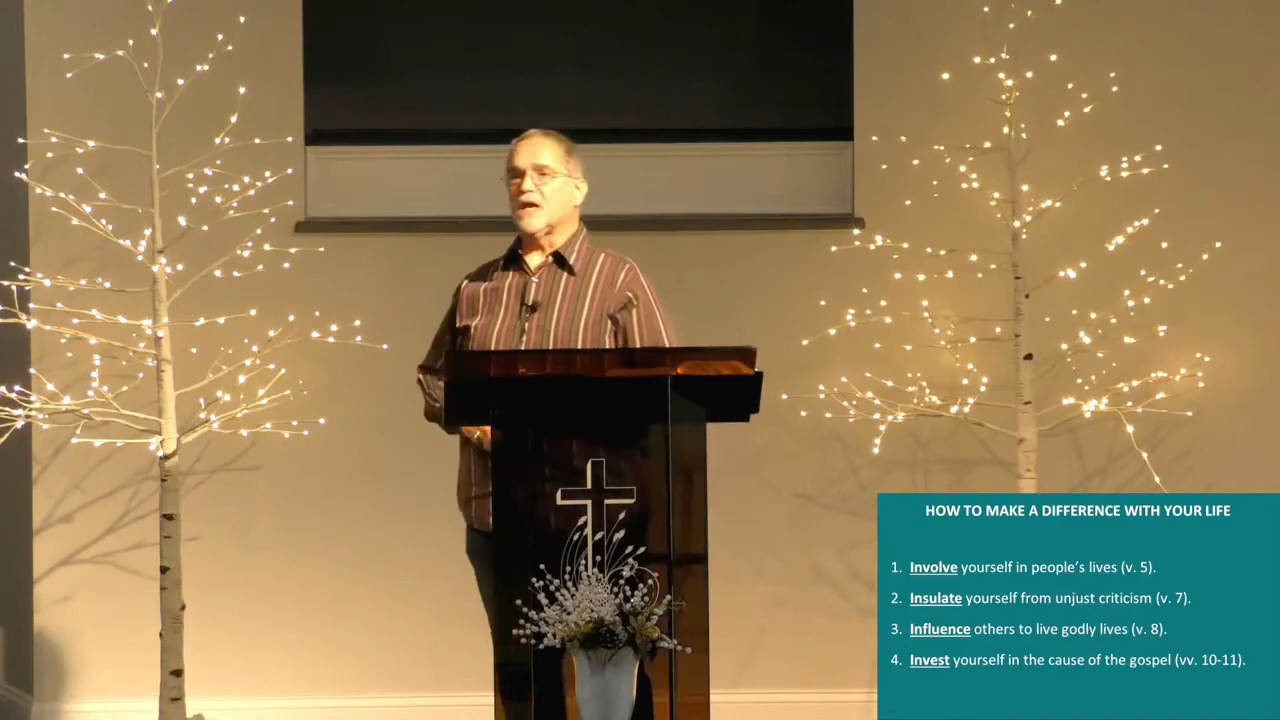 HOW TO MAKE A DIFFERENCE WITH YOUR LIFE
1. Involve yourself in people's lives (v. 5).
2. Insulate yourself from unjust criticism (v. 7).
3. Influence others to live godly lives (v. 8).
4. Invest yourself in the cause of the gospel (vv. 10-11).